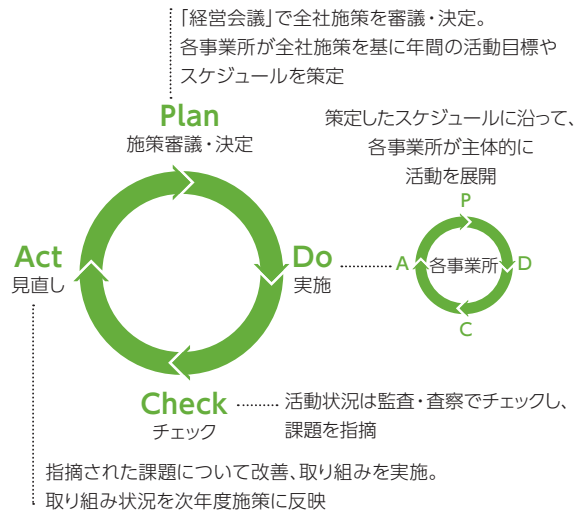 「経営会議」で全社施策を審議・決定。
各事業所が全社施策を基に年間の活動目標や
スケジュールを策定
Plan
施策審議・決定
策定したスケジュールに沿って、
各事業所が主体的に
活動を展開
P
Act
見直し
Do
実施
A
各事業所
D
C
Check
チェック
活動状況は監査・査察でチェックし、
課題を指摘
指摘された課題について改善、取り組みを実施。
取り組み状況を次年度施策に反映